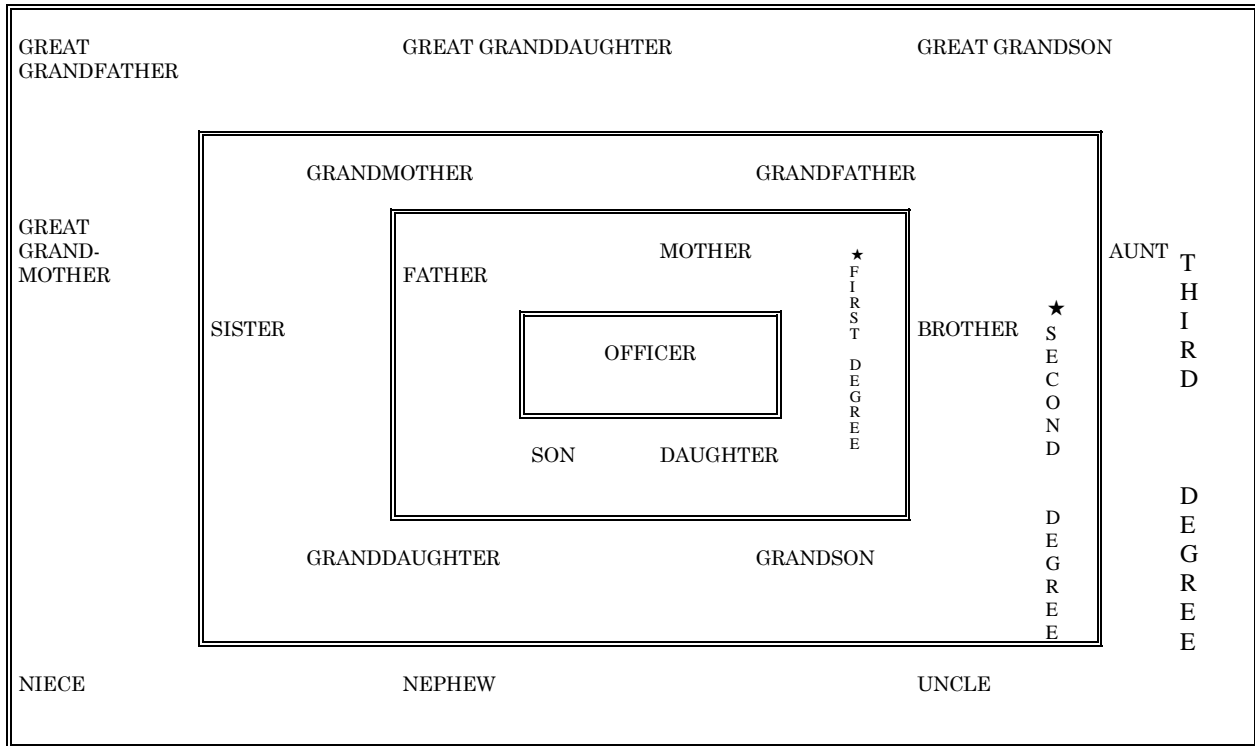 GREAT
GRANDFATHER
GREAT GRANDDAUGHTER
GREAT GRANDSON
GRANDMOTHER
GRANDFATHER
GREAT
GRAND-
MOTHER
MOTHER
AUNT
FATHER
★ FIRST DEGREE
SISTER
BROTHER
★ SECOND DEGREE
THIRD DEGREE
OFFICER
SON
DAUGHTER
GRANDDAUGHTER
GRANDSON
NIECE
NEPHEW
UNCLE